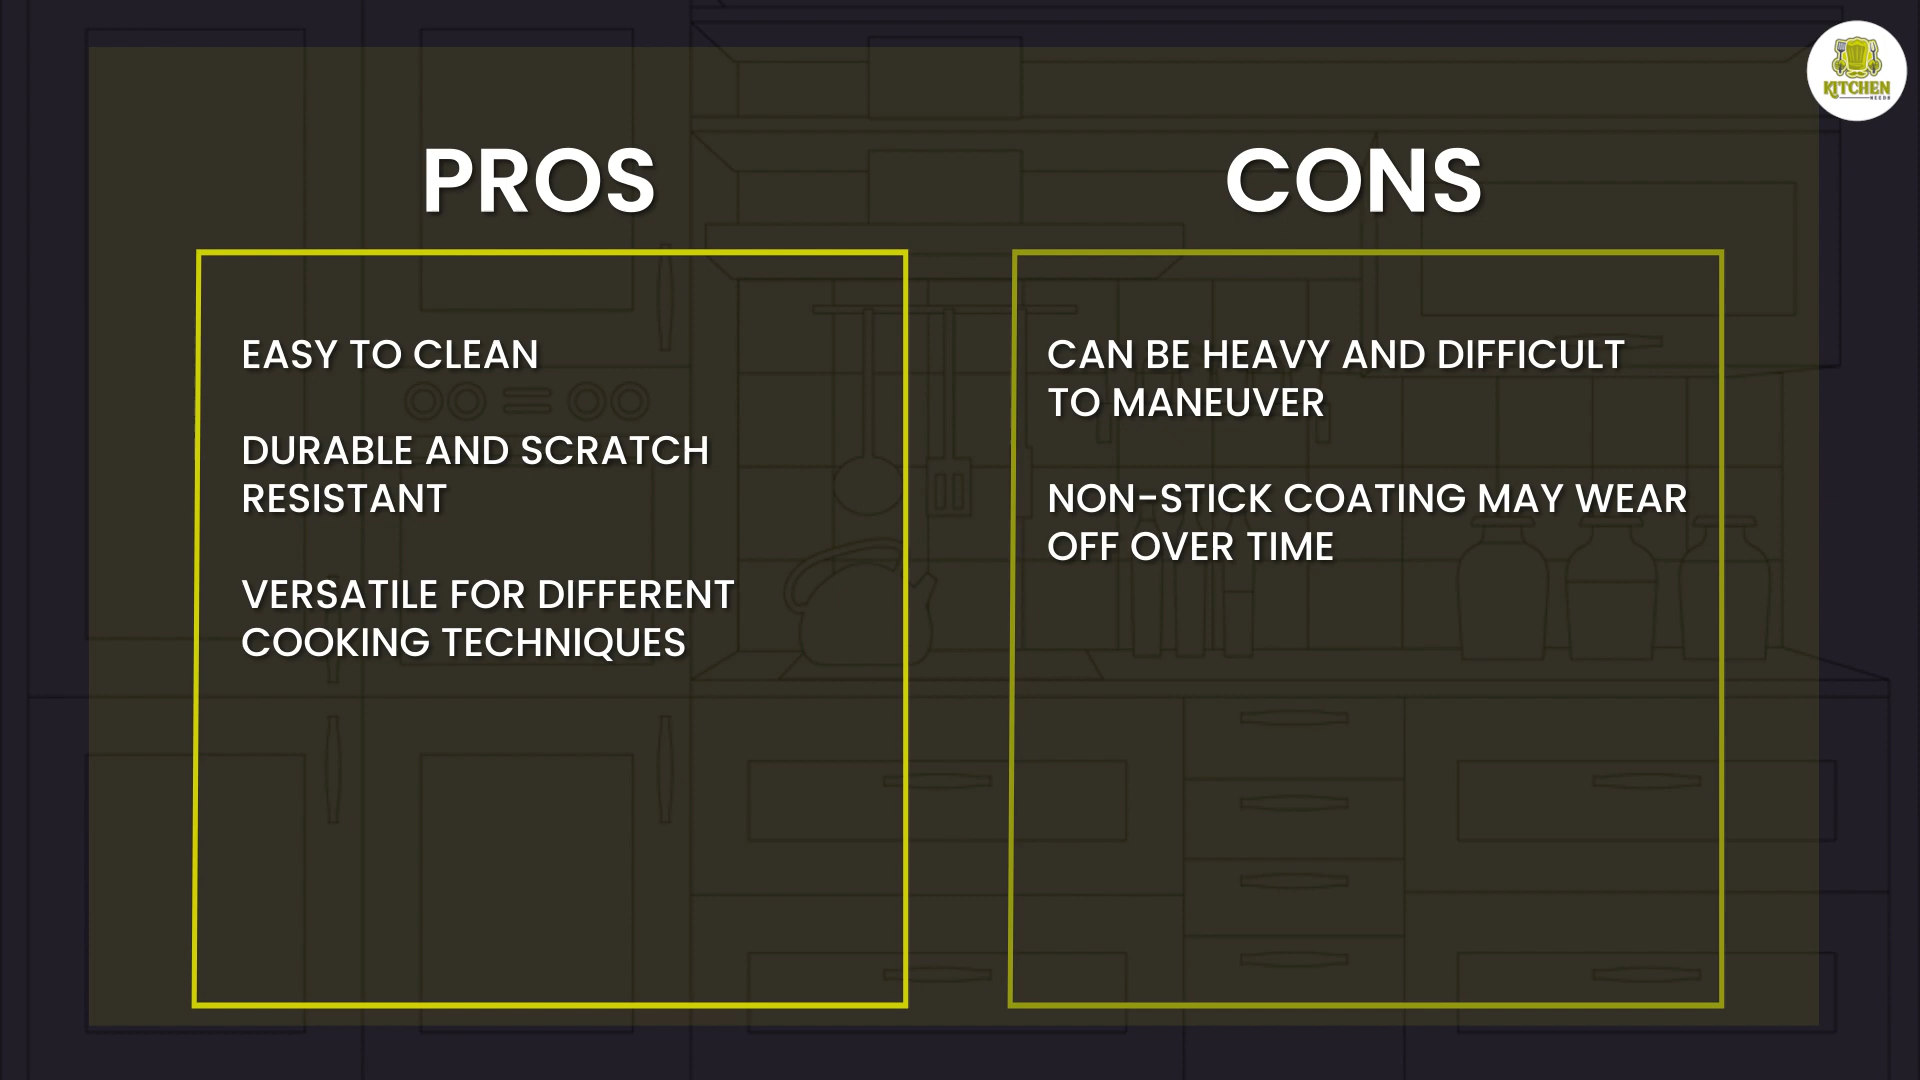 PROS
EASY TO CLEAN
DURABLE AND SCRATCH
RESISTANT
VERSATILE FOR DIFFERENT
COOKING TECHNIQUES
CONS
CAN BE HEAVY AND DIFFICULT
TO MANEUVER
NON-STICK COATING MAY WEAR
OFF OVER TIME
KITCHEN
NEEDS